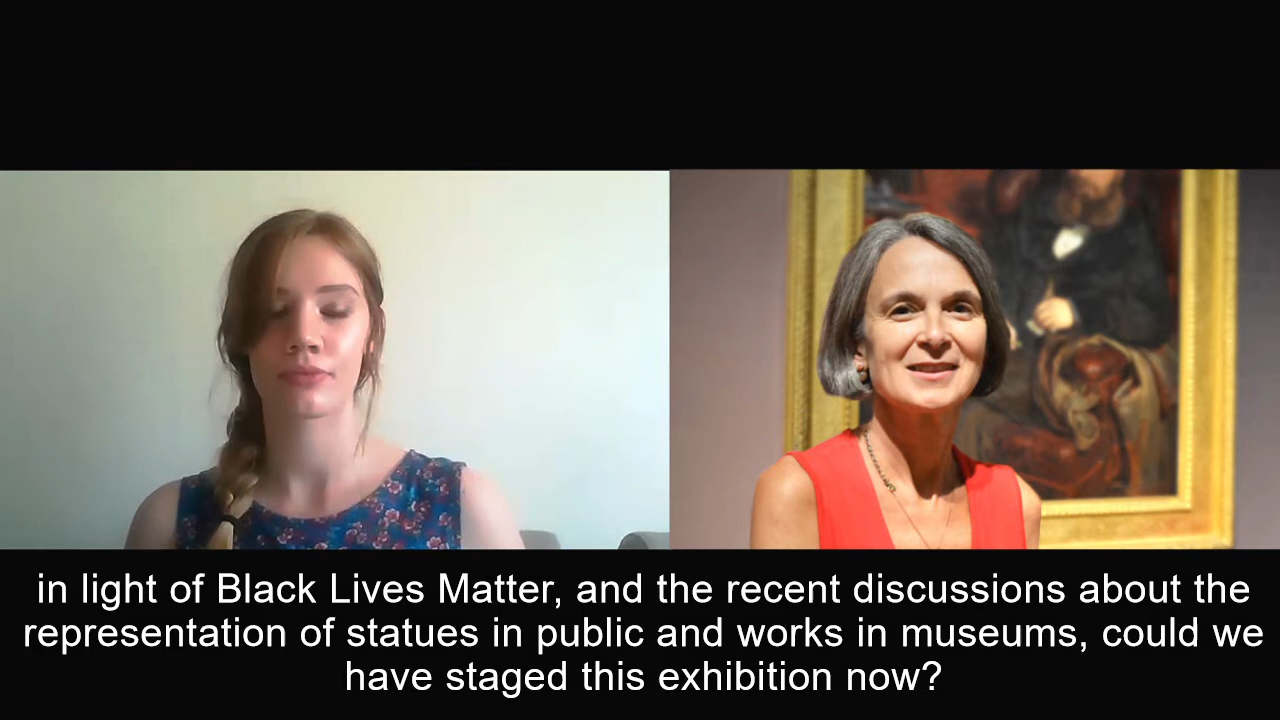 in light of Black Lives Matter, and the recent discussions about the
representation of statues in public and works in museums, could we
have staged this exhibition now?